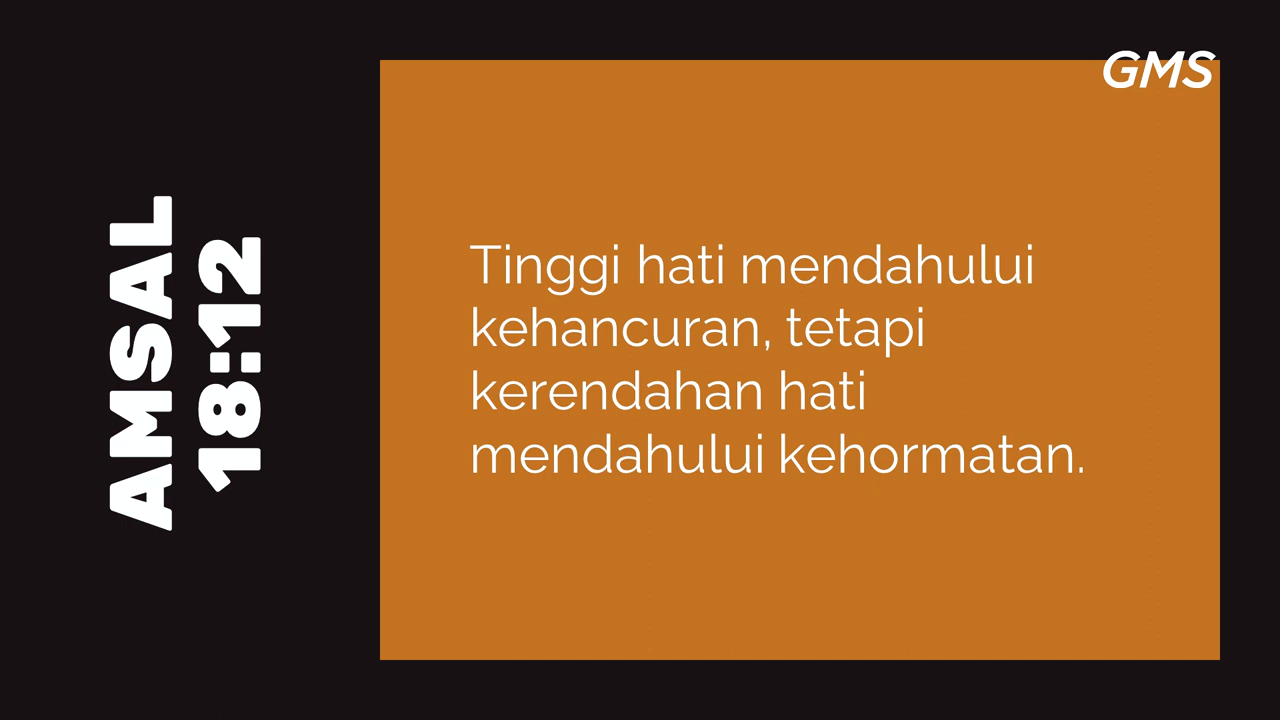 GMS
AMSAL
18:12
Tinggi hati mendahului
kehancuran, tetapi
kerendahan hati
mendahului kehormatan.